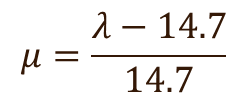 μ = (λ − 14.7) / 14.7